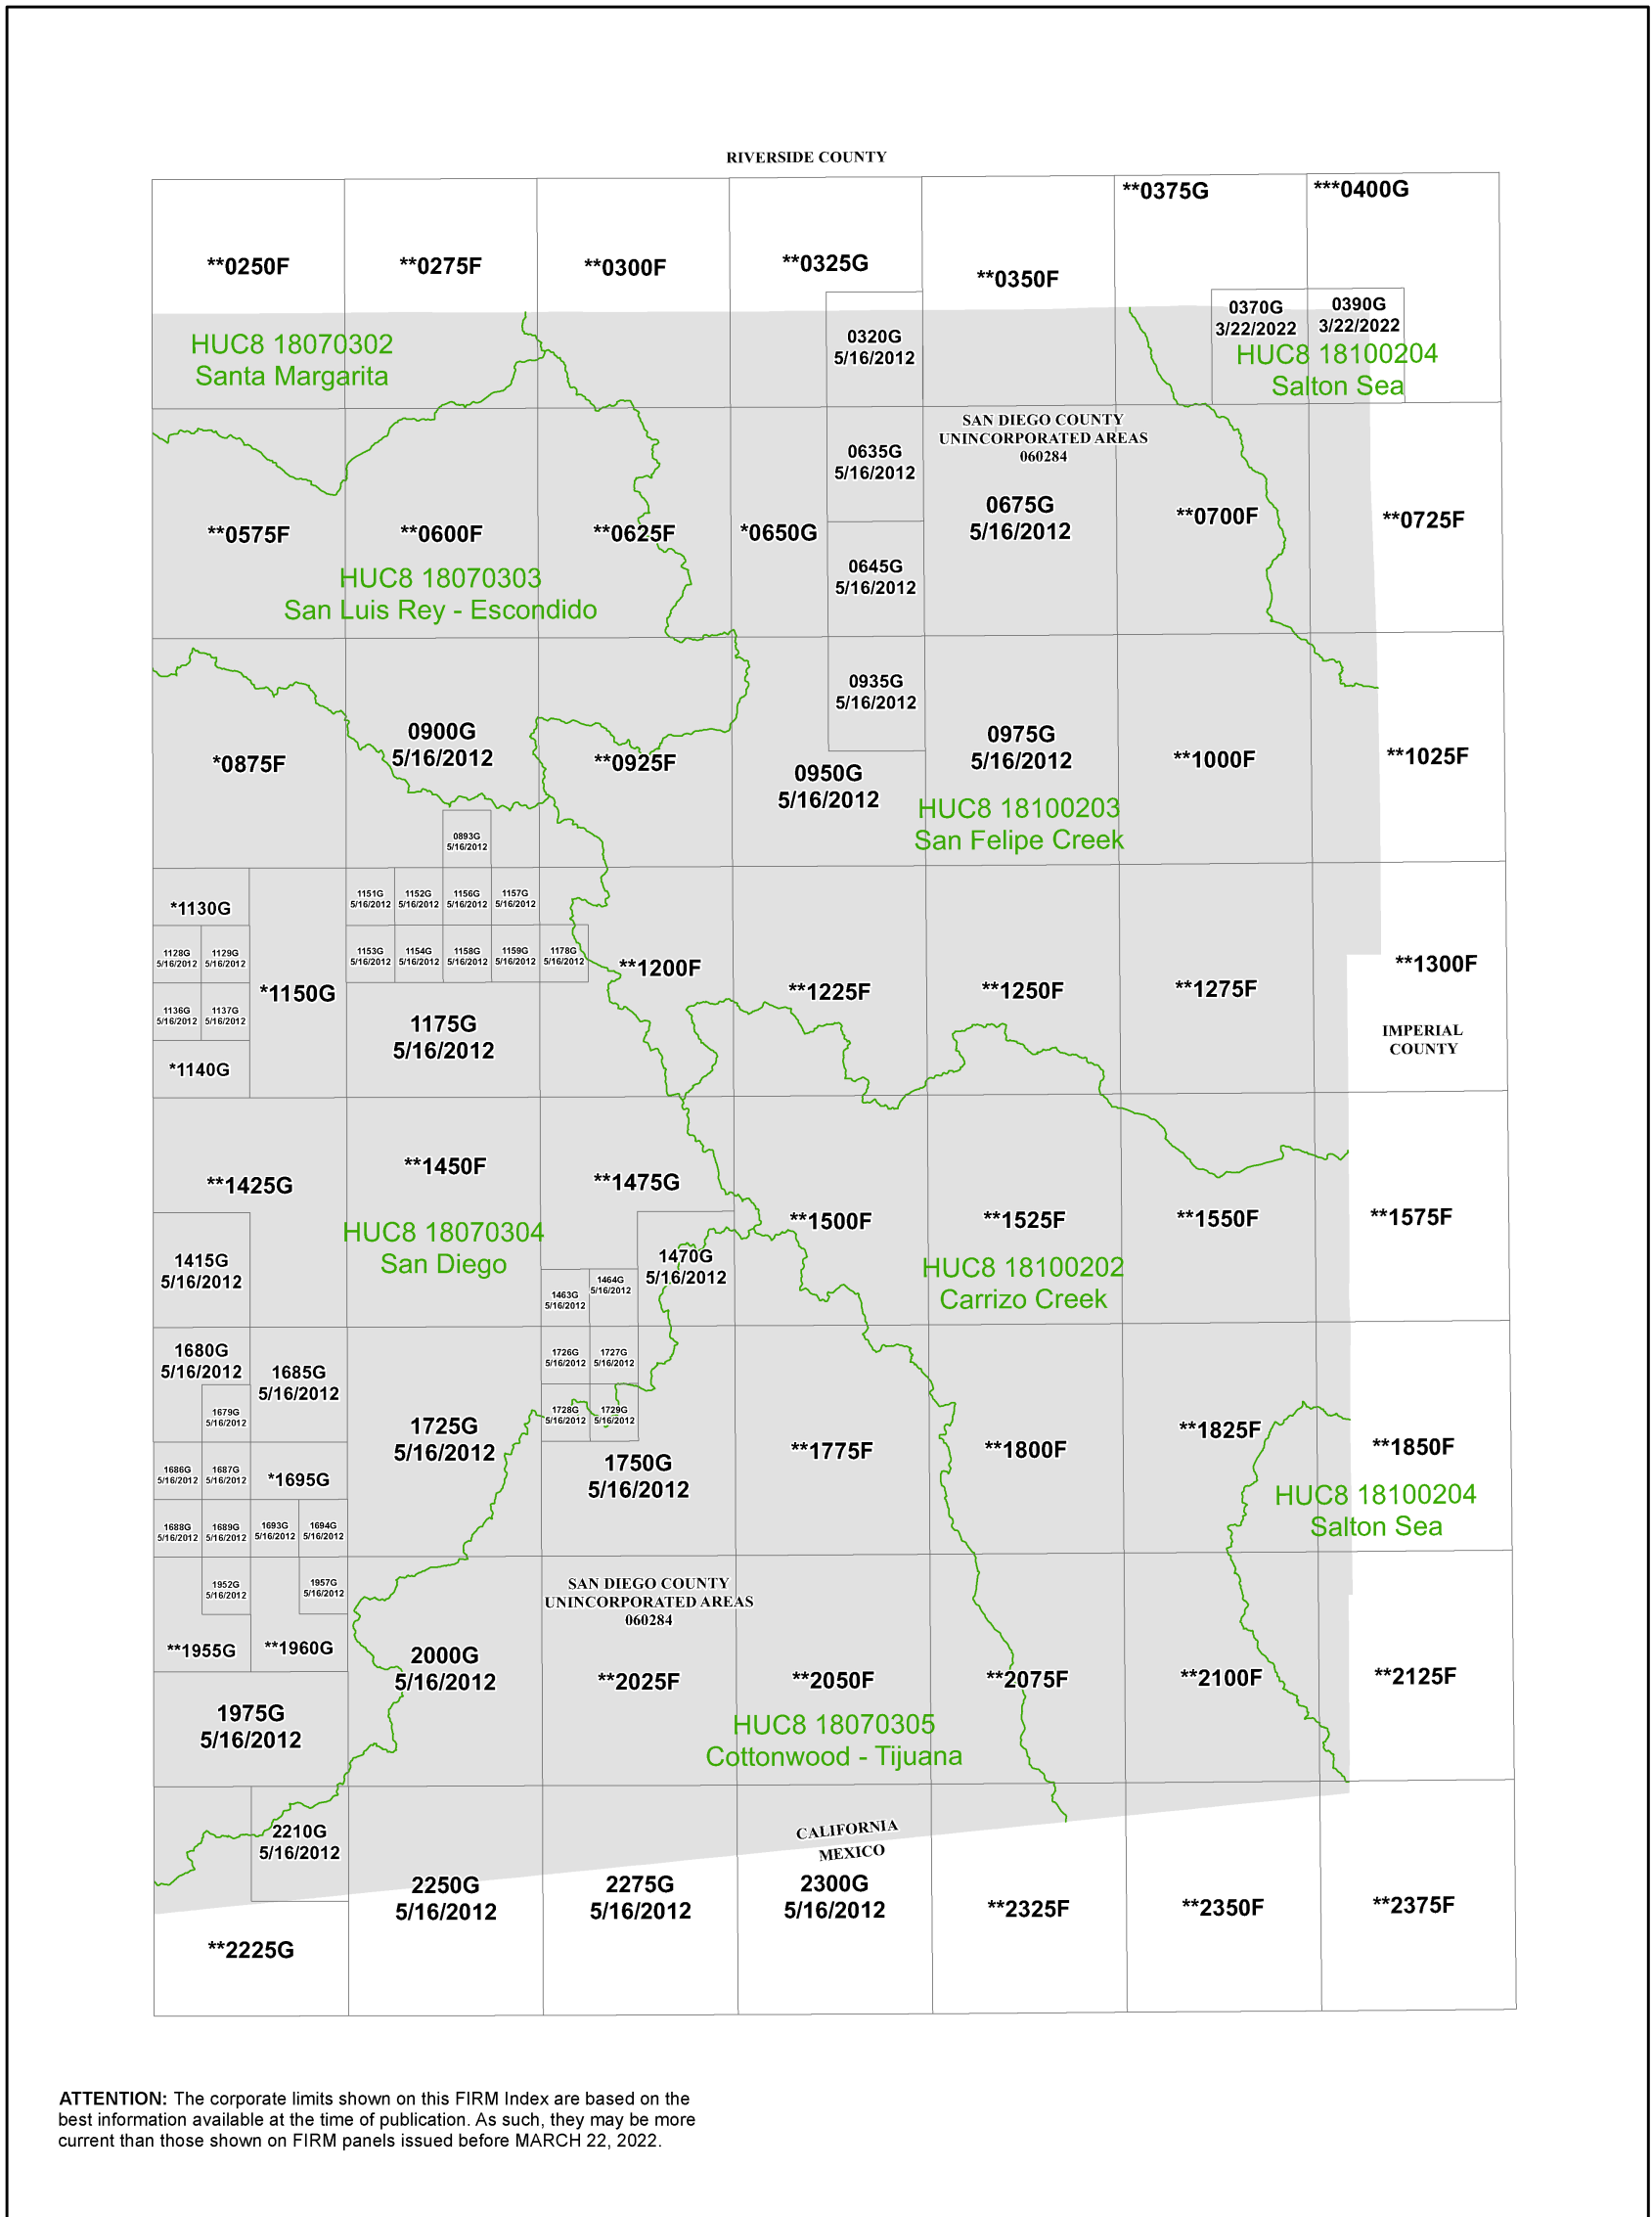 RIVERSIDE COUNTY
**0250F
**0275F
**0300F
**0325G
**0350F
**0375G
***0400G
0320G
5/16/2012
0370G
3/22/2022
0390G
3/22/2022
HUC8 18070302
Santa Margarita
HUC8 18100204
Salton Sea
SAN DIEGO COUNTY
UNINCORPORATED AREAS
060284
**0575F
**0600F
**0625F
*0650G
0635G
5/16/2012
0645G
5/16/2012
0675G
5/16/2012
**0700F
**0725F
HUC8 18070303
San Luis Rey - Escondido
*0875F
0900G
5/16/2012
0893G
5/16/2012
**0925F
0935G
5/16/2012
0950G
5/16/2012
0975G
5/16/2012
**1000F
**1025F
HUC8 18100203
San Felipe Creek
*1130G
1128G
5/16/2012
1129G
5/16/2012
1136G
5/16/2012
1137G
5/16/2012
*1140G
*1150G
1151G
5/16/2012
1152G
5/16/2012
1156G
5/16/2012
1157G
5/16/2012
1153G
5/16/2012
1154G
5/16/2012
1158G
5/16/2012
1159G
5/16/2012
1178G
5/16/2012
1175G
5/16/2012
**1200F
**1225F
**1250F
**1275F
**1300F
IMPERIAL
COUNTY
**1425G
1415G
5/16/2012
**1450F
HUC8 18070304
San Diego
**1475G
1470G
5/16/2012
1463G
5/16/2012
1464G
5/16/2012
**1500F
**1525F
**1550F
**1575F
HUC8 18100202
Carrizo Creek
1680G
5/16/2012
1679G
5/16/2012
1685G
5/16/2012
1686G
5/16/2012
1687G
5/16/2012
*1695G
1688G
5/16/2012
1689G
5/16/2012
1693G
5/16/2012
1694G
5/16/2012
1725G
5/16/2012
1726G
5/16/2012
1727G
5/16/2012
1728G
5/16/2012
1729G
5/16/2012
1750G
5/16/2012
**1775F
**1800F
**1825F
**1850F
HUC8 18100204
Salton Sea
1952G
5/16/2012
1957G
5/16/2012
**1955G
**1960G
1975G
5/16/2012
2000G
5/16/2012
SAN DIEGO COUNTY
UNINCORPORATED AREAS
060284
**2025F
**2050F
**2075F
**2100F
**2125F
HUC8 18070305
Cottonwood - Tijuana
2210G
5/16/2012
**2225G
2250G
5/16/2012
2275G
5/16/2012
CALIFORNIA
MEXICO
2300G
5/16/2012
**2325F
**2350F
**2375F
ATTENTION: The corporate limits shown on this FIRM Index are based on the
best information available at the time of publication. As such, they may be more
current than those shown on FIRM panels issued before MARCH 22, 2022.